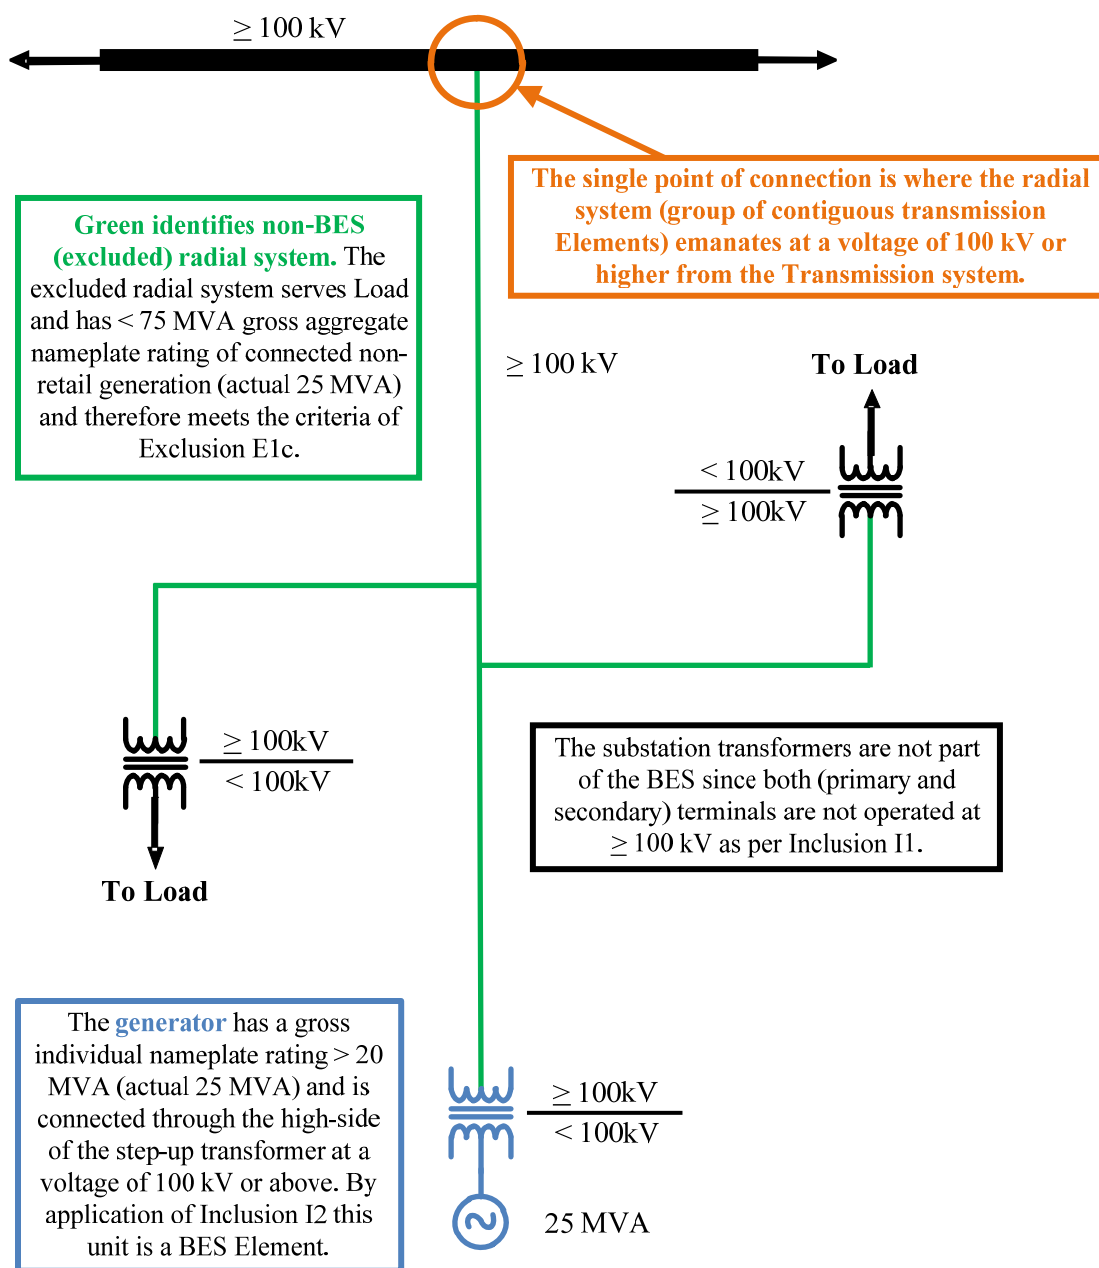 ≥ 100 kV
The single point of connection is where the radial
system (group of contiguous transmission
Elements) emanates at a voltage of 100 kV or
higher from the Transmission system.
Green identifies non-BES
(excluded) radial system. The
excluded radial system serves Load
and has < 75 MVA gross aggregate
nameplate rating of connected non-
retail generation (actual 25 MVA)
and therefore meets the criteria of
Exclusion E1c.
≥ 100 kV
To Load
< 100kV
≥ 100kV
≥ 100kV
< 100kV
To Load
The substation transformers are not part
of the BES since both (primary and
secondary) terminals are not operated at
≥ 100 kV as per Inclusion I1.
The generator has a gross
individual nameplate rating > 20
MVA (actual 25 MVA) and is
connected through the high-side
of the step-up transformer at a
voltage of 100 kV or above. By
application of Inclusion I2 this
unit is a BES Element.
≥ 100kV
< 100kV
25 MVA